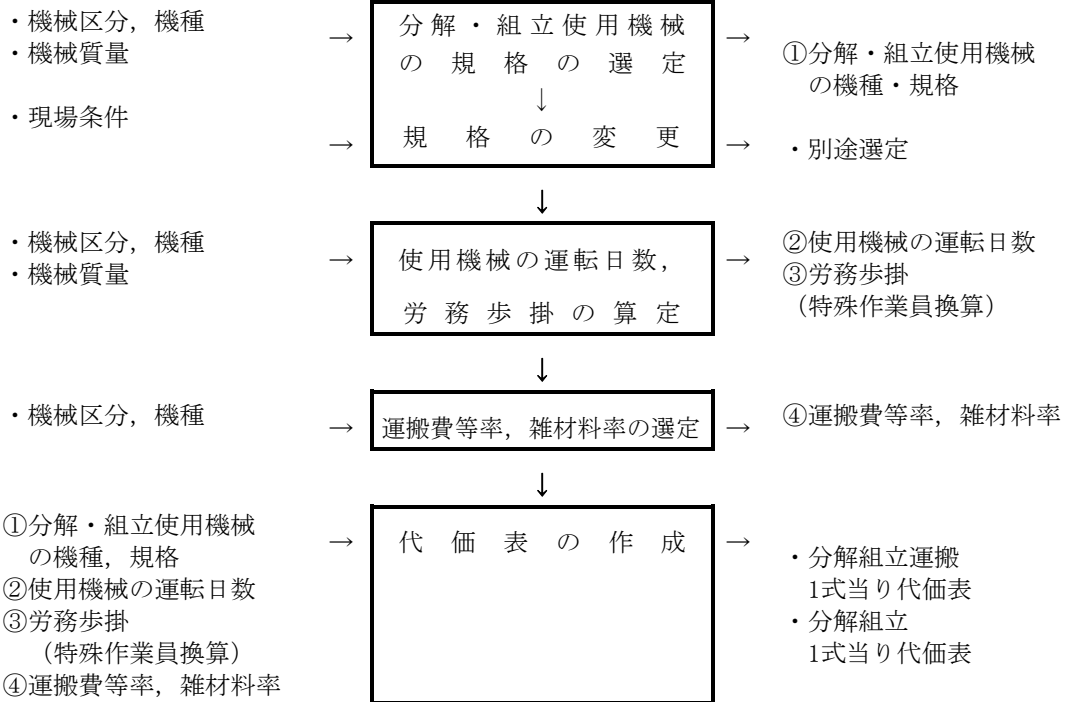 ・機械区分，機種
・機械質量
・現場条件
→
→
分解・組立使用機械
の規格の選定
↓
規格の変更
→
→
①分解・組立使用機械
の機種・規格
・別途選定
↓
・機械区分，機種
・機械質量
→
使用機械の運転日数，
労務歩掛の算定
→
②使用機械の運転日数
③労務歩掛
（特殊作業員換算）
↓
・機械区分，機種
→
運搬費等率，雑材料率の選定
→
④運搬費等率，雑材料率
↓
①分解・組立使用機械
の機種，規格
②使用機械の運転日数
③労務歩掛
（特殊作業員換算）
④運搬費等率，雑材料率
→
代価表の作成
→
・分解組立運搬
1式当り代価表
・分解組立
1式当り代価表